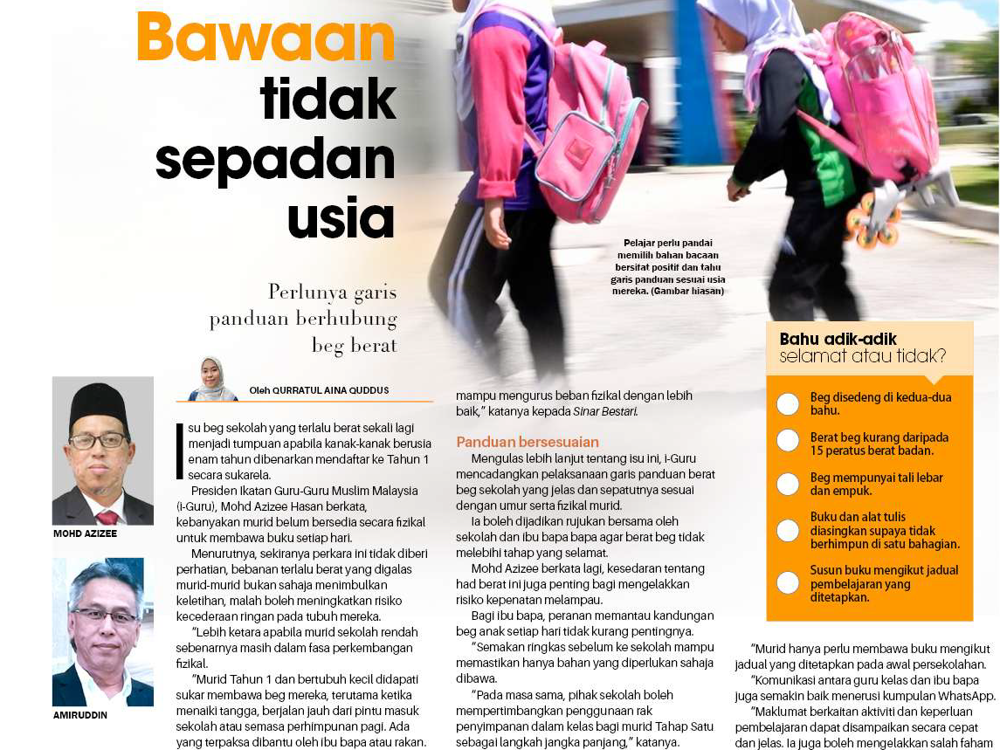 Bawaan
tidak
sepadan
usia
Perlunya garis
panduan berhubung
beg berat
Oleh QURRATUL AINA QUDDUS
MOHD AZIZEE
AMIRUDDIN
Isu beg sekolah yang terlalu berat sekali lagi
menjadi tumpuan apabila kanak-kanak berusia
enam tahun dibenarkan mendaftar ke Tahun 1
secara sukarela.
Presiden Ikatan Guru-Guru Muslim Malaysia
(i-Guru), Mohd Azizee Hasan berkata,
kebanyakan murid belum bersedia secara fizikal
untuk membawa buku setiap hari.
Menurutnya, sekiranya perkara ini tidak diberi
perhatian, bebanan terlalu berat yang digalas
murid-murid bukan sahaja menimbulkan
keletihan, malah boleh meningkatkan risiko
kecederaan ringan pada tubuh mereka.
“Lebih ketara apabila murid sekolah rendah
sebenarnya masih dalam fasa perkembangan
fizikal.
“Murid Tahun 1 dan bertubuh kecil didapati
sukar membawa beg mereka, terutama ketika
menaiki tangga, berjalan jauh dari pintu masuk
sekolah atau semasa perhimpunan pagi. Ada
yang terpaksa dibantu oleh ibu bapa atau rakan.
mampu mengurus beban fizikal dengan lebih
baik,” katanya kepada Sinar Bestari.
Panduan bersesuaian
Mengulas lebih lanjut tentang isu ini, i-Guru
mencadangkan pelaksanaan garis panduan berat
beg sekolah yang jelas dan sepatutnya sesuai
dengan umur serta fizikal murid.
Ia boleh dijadikan rujukan bersama oleh
sekolah dan ibu bapa bapa agar berat beg tidak
melebihi tahap yang selamat.
Mohd Azizee berkata lagi, kesedaran tentang
had berat ini juga penting bagi mengelakkan
risiko kepenatan melampau.
Bagi ibu bapa, peranan memantau kandungan
beg anak setiap hari tidak kurang pentingnya.
“Semakan ringkas sebelum ke sekolah mampu
memastikan hanya bahan yang diperlukan sahaja
dibawa.
“Pada masa sama, pihak sekolah boleh
mempertimbangkan penggunaan rak
penyimpanan dalam kelas bagi murid Tahap Satu
sebagai langkah jangka panjang,” katanya.
Pelajar perlu pandai
memilih bahan bacaan
bersifat positif dan tahu
garis panduan sesuai usia
mereka. (Gambar hiasan)
Bahu adik-adik
selamat atau tidak?
Beg disedeng di kedua-dua
bahu.
Berat beg kurang daripada
15 peratus berat badan.
Beg mempunyai tali lebar
dan empuk.
Buku dan alat tulis
diasingkan supaya tidak
berhimpun di satu bahagian.
Susun buku mengikut jadual
pembelajaran yang
ditetapkan.
“Murid hanya perlu membawa buku mengikut
jadual yang ditetapkan pada awal persekolahan.
“Komunikasi antara guru kelas dan ibu bapa
juga semakin baik menerusi kumpulan WhatsApp.
“Maklumat berkaitan aktiviti dan keperluan
pembelajaran dapat disampaikan secara cepat
dan jelas. Ia juga boleh mengelakkan salah faham